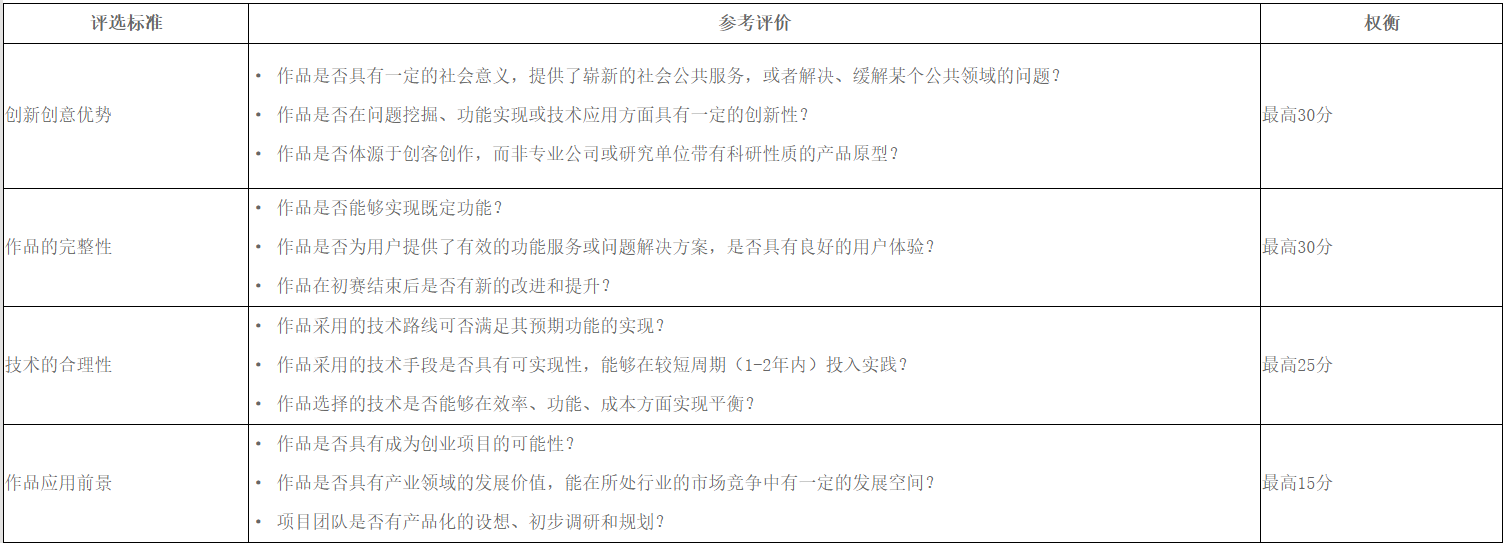 评选标准 参考评价 权衡
• 作品是否具有一定的社会意义，提供了崭新的社会公共服务，或者解决、缓解某个公共领域的问题？
创新创意优势 • 作品是否在问题挖掘、功能实现或技术应用方面具有一定的创新性？ 最高30分
• 作品是否体源于创客创作，而非专业公司或研究单位带有科研性质的产品原型？
• 作品是否能够实现既定功能？
作品的完整性 • 作品是否为用户提供了有效的功能服务或问题解决方案，是否具有良好的用户体验？ 最高30分
• 作品在初赛结束后是否有新的改进和提升？
• 作品采用的技术路线可否满足其预期功能的实现？
技术的合理性 • 作品采用的技术手段是否具有可实现性，能够在较短周期（1-2年内）投入实践？ 最高25分
• 作品选择的技术是否能够在效率、功能、成本方面实现平衡？
• 作品是否具有成为创业项目的可能性？
作品应用前景 • 作品是否具有产业领域的发展价值，能在所处行业的市场竞争中有一定的发展空间？ 最高15分
• 项目团队是否有产品化的设想、初步调研和规划？